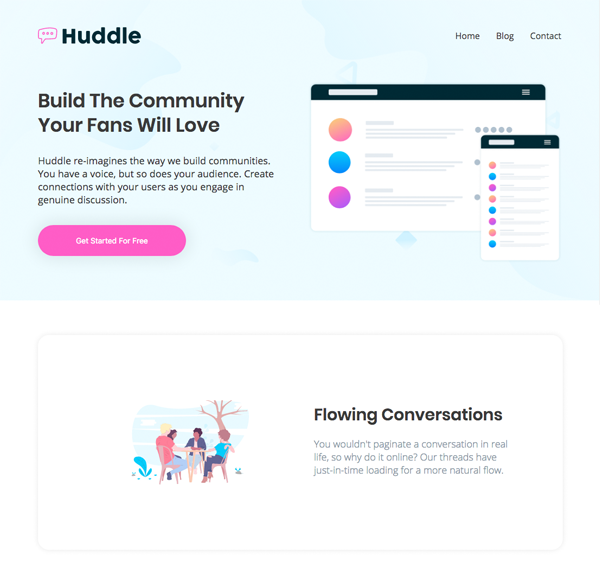 Huddle
Home Blog Contact
Build The Community
Your Fans Will Love
Huddle re-imagines the way we build communities.
You have a voice, but so does your audience. Create
connections with your users as you engage in
genuine discussion.
Get Started For Free
Flowing Conversations
You wouldn't paginate a conversation in real
life, so why do it online? Our threads have
just-in-time loading for a more natural flow.